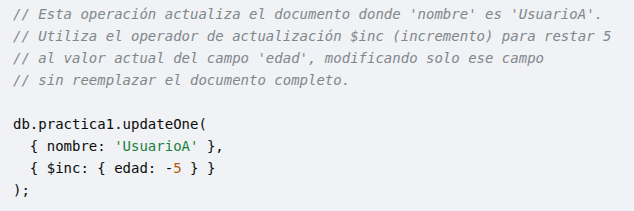 // Esta operación actualiza el documento donde 'nombre' es 'UsuarioA'.
// Utiliza el operador de actualización $inc (incremento) para restar 5
// al valor actual del campo 'edad', modificando solo ese campo
// sin reemplazar el documento completo.
db.practica1.updateOne(
{ nombre: 'UsuarioA' },
{ $inc: { edad: -5 } }
);